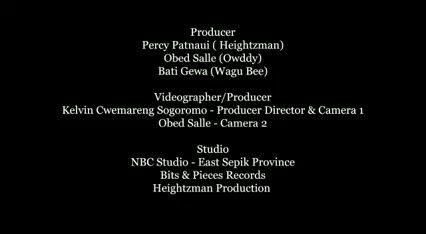 Producer
Percy Patnaui ( Heightzman)
Obed Salle (Owddy)
Bati Gewa (Wagu Bee)
Videographer/Producer
Kelvin Cwemareng Sogoromo - Producer Director & Camera 1
Obed Salle - Camera 2
Studio
NBC Studio - East Sepik Province
Bits & Pieces Records
Heightzman Production